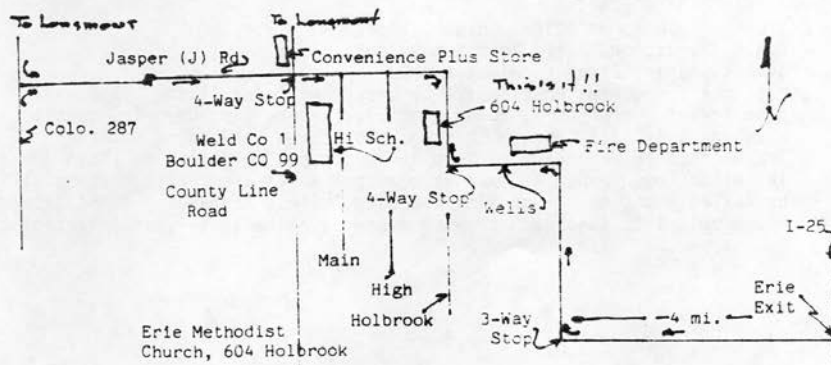 To Longmont
To Longmont
Jasper (J) Rd
Convenience Plus Store
This is it!!
4-Way Stop
604 Holbrook
Colo. 287
Weld Co 1
Hi Sch.
Fire Department
Boulder CO 99
County Line
Road
4-Way Stop
Wells
I-25
Main
High
Erie
Exit
Holbrook
3-Way
Stop
4 mi.
Erie Methodist
Church, 604 Holbrook
N